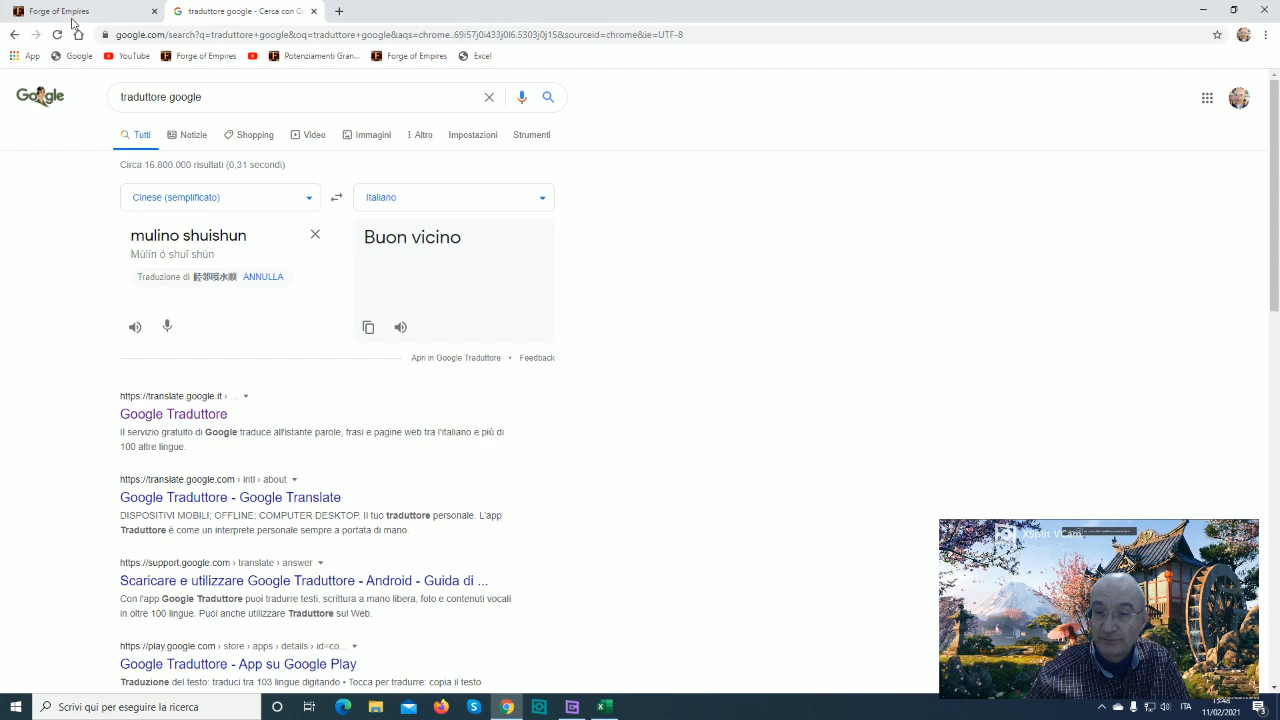 Forge of Empires
traduttore google - Cerca con Go
google.com/search?q=traduttore+google&oq=traduttore+google&aqs=chrome..69i57j0i433j0l6.5303j0j15&sourceid=chrome&ie=UTF-8
App Google YouTube Forge of Empires Potenziamenti Gran... Forge of Empires Excel
Google
traduttore google
Tutti Notizie Shopping Video Immagini Altro Impostazioni Strumenti
Circa 16.800.000 risultati (0,31 secondi)
Cinese (semplificato) Italiano
mulino shuishun
Mùlín ó shuǐ shùn
Buon vicino
Traduzione di ANNULLA
Apri in Google Traduttore • Feedback
https://translate.google.it › ...
Google Traduttore
Il servizio gratuito di Google traduce all'istante parole, frasi e pagine web tra l'italiano e più di
100 altre lingue.
https://translate.google.com › intl › about
Google Traduttore - Google Translate
DISPOSITIVI MOBILI; OFFLINE; COMPUTER DESKTOP. Il tuo traduttore personale. L'app
Traduttore è come un interprete personale sempre a portata di mano.
https://support.google.com › translate › answer
Scaricare e utilizzare Google Traduttore - Android - Guida di ...
Con l'app Google Traduttore puoi tradurre testi, scrittura a mano libera, foto e contenuti vocali
in oltre 100 lingue. Puoi anche utilizzare Traduttore sul Web.
https://play.google.com › store › apps › details › id=co...
Google Traduttore - App su Google Play
Traduzione del testo: traduci tra 103 lingue digitando • Tocca per tradurre: copia il testo
XSplit VCam
Scrivi qui per eseguire la ricerca
ITA
15:48
11/02/2021
3